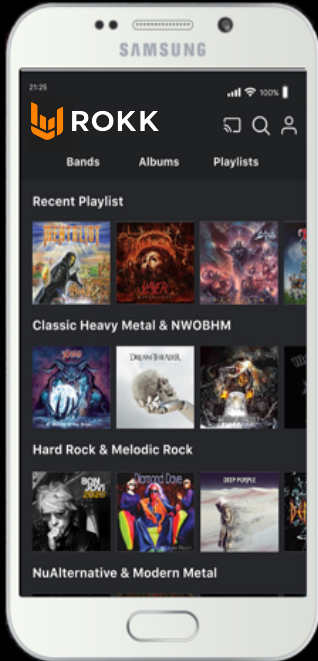 SAMSUNG
21:25
100%
ROKK
Bands Albums Playlists
Recent Playlist
SLAYER
Classic Heavy Metal & NWOBHM
DIO
DREAM THEATER
Hard Rock & Melodic Rock
BON JOVI
Diamond Dave
DEEP PURPLE
NuAlternative & Modern Metal